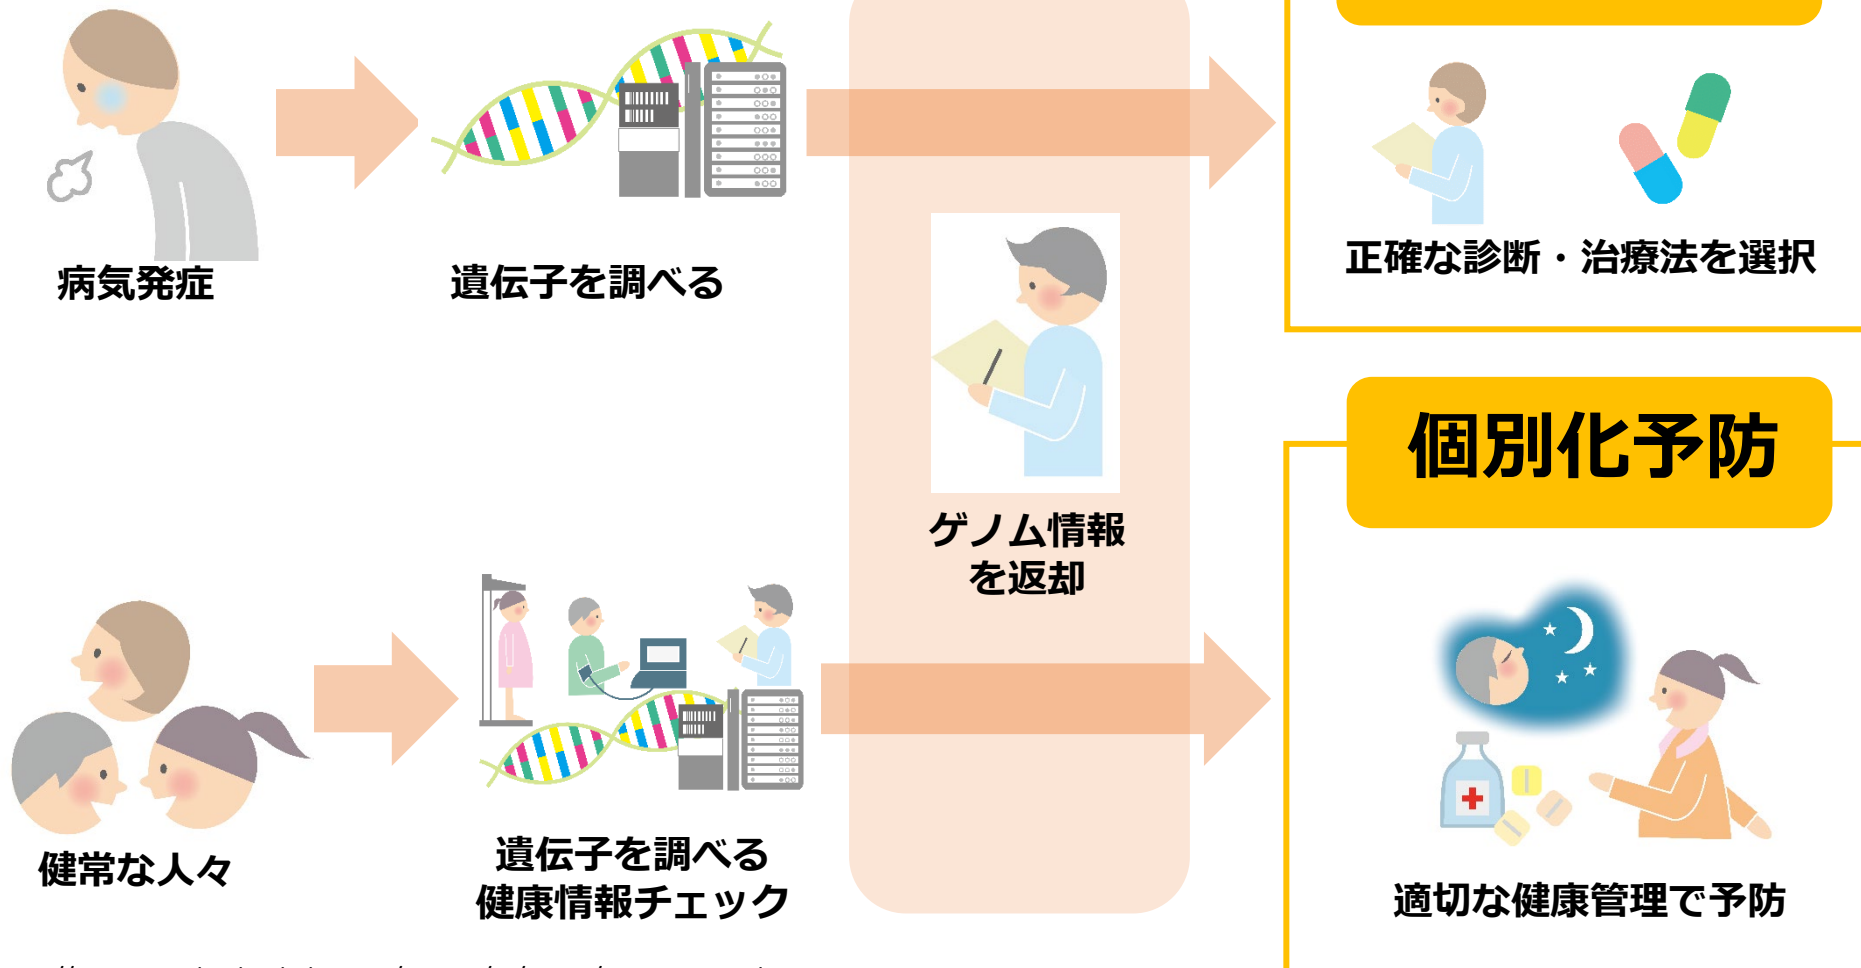 病気発症
遺伝子を調べる
正確な診断・治療法を選択
個別化予防
ゲノム情報
を返却
健常な人々
遺伝子を調べる
健康情報チェック
適切な健康管理で予防